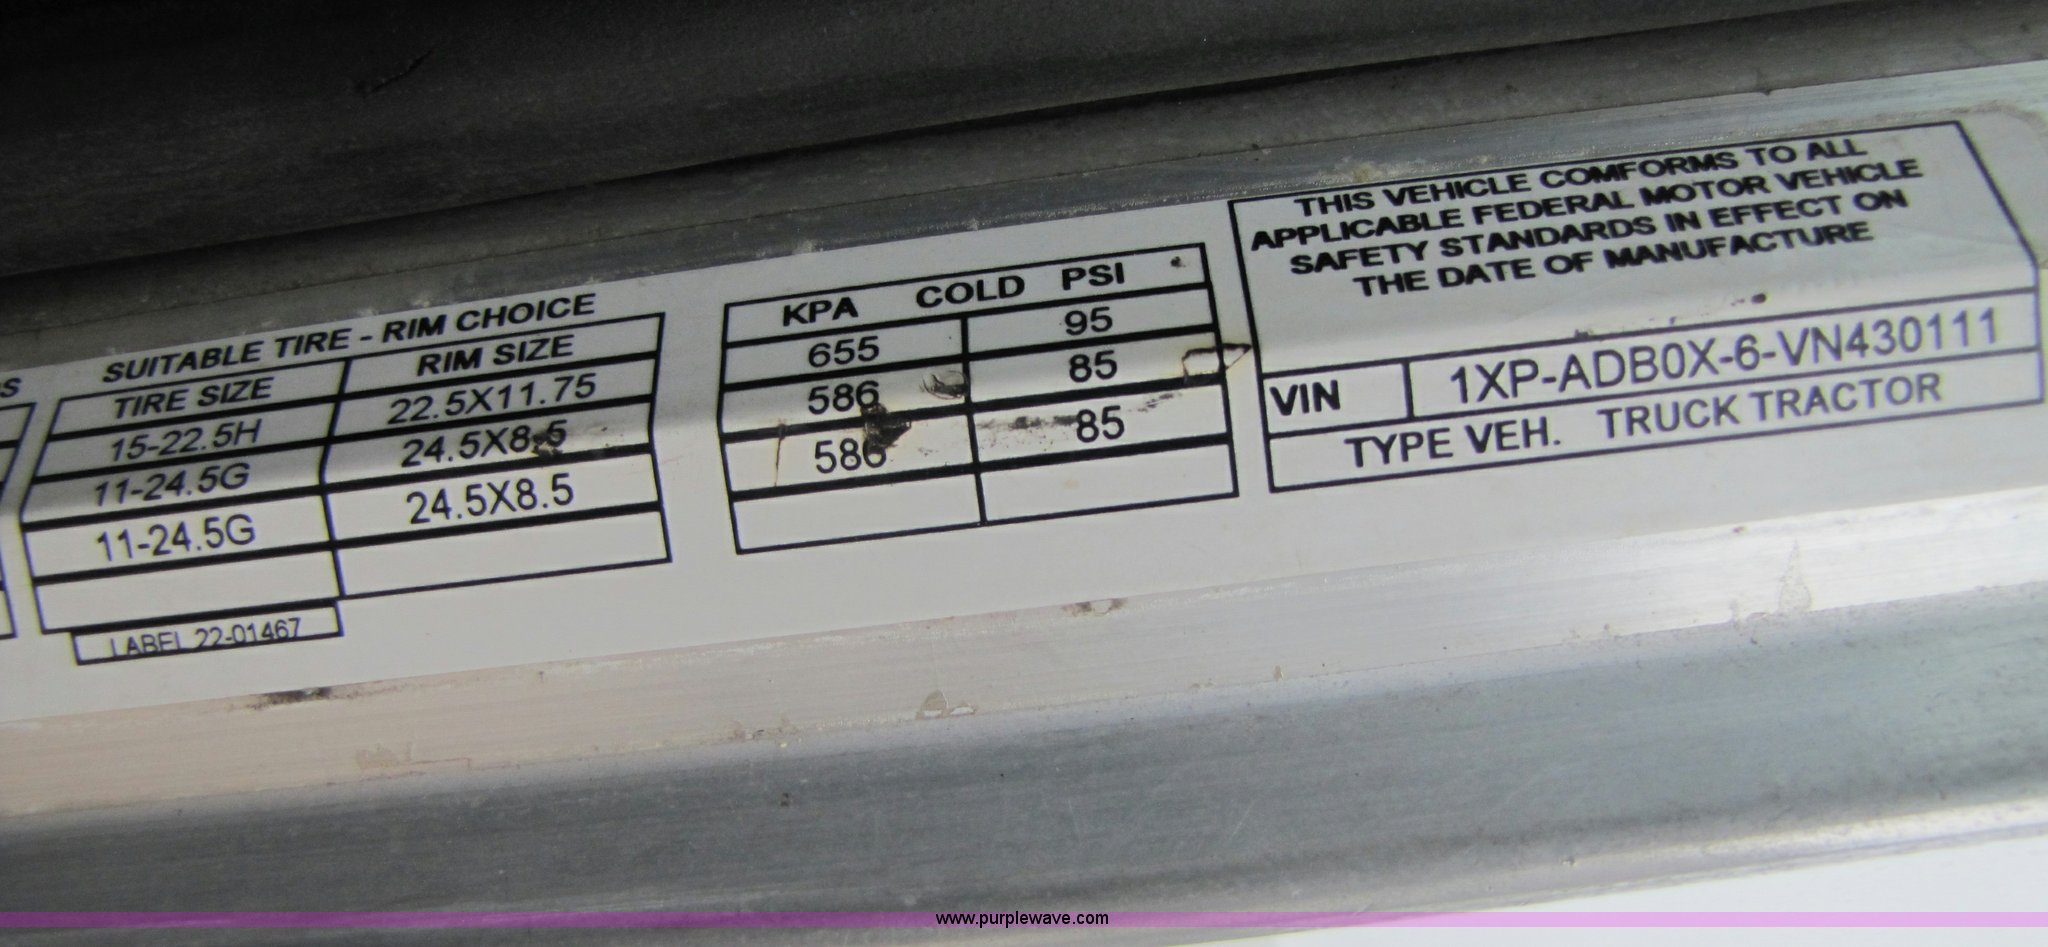 S
SUITABLE TIRE - RIM CHOICE
TIRE SIZE RIM SIZE
15-22.5H 22.5X11.75
11-24.5G 24.5X8.5
11-24.5G 24.5X8.5
LABEL 22-01467
KPA COLD PSI
655 95
586 85
586 85
THIS VEHICLE COMFORMS TO ALL
APPLICABLE FEDERAL MOTOR VEHICLE
SAFETY STANDARDS IN EFFECT ON
THE DATE OF MANUFACTURE
VIN 1XP-ADB0X-6-VN430111
TYPE VEH. TRUCK TRACTOR
www.purplewave.com